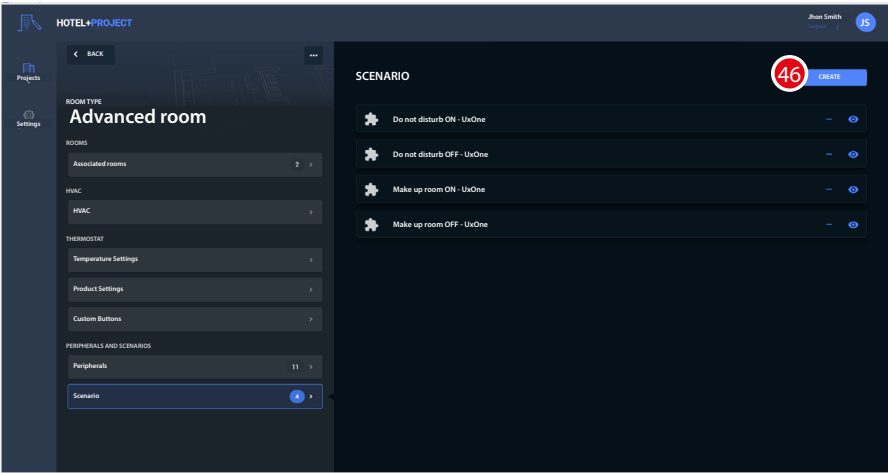 HOTEL+PROJECT
Jhon Smith
Logout
JS
Projects
Settings
BACK
ROOM TYPE
Advanced room
ROOMS
Associated rooms 2
HVAC
HVAC
THERMOSTAT
Temperature Settings
Product Settings
Custom Buttons
PERIPHERALS AND SCENARIOS
Peripherals 11
Scenario 4
SCENARIO
46 CREATE
Do not disturb ON - UxOne
Do not disturb OFF - UxOne
Make up room ON - UxOne
Make up room OFF - UxOne